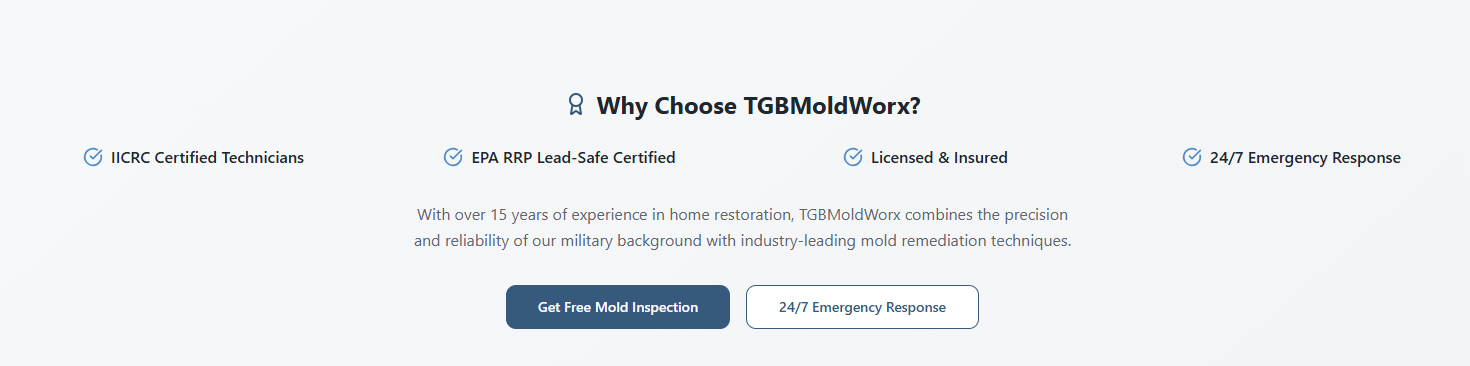 Why Choose TGBMoldWorx?
IICRC Certified Technicians
EPA RRP Lead-Safe Certified
Licensed & Insured
24/7 Emergency Response
With over 15 years of experience in home restoration, TGBMoldWorx combines the precision
and reliability of our military background with industry-leading mold remediation techniques.
Get Free Mold Inspection
24/7 Emergency Response